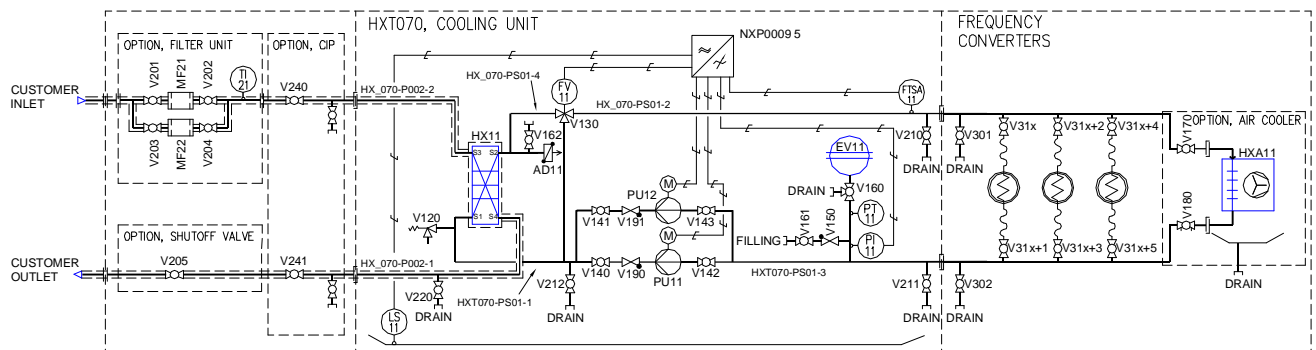 HXT070, COOLING UNIT
FREQUENCY
CONVERTERS
OPTION, FILTER UNIT
OPTION, CIP
NXP00095
V201
MF21
V202
TI
21
V240
HX_070-P002-2
HX_070-PS01-4
FV
11
HX_070-PS01-2
FTSA
11
CUSTOMER
INLET
V203
MF22
V204
V130
HX11
S3
S2
V162
AD11
EV11
V210
DRAIN
V301
DRAIN
V31x
V31x+2
V31x+4
V170
OPTION, AIR COOLER
HXA11
M
PU12
DRAIN
V160
V120
S1
S4
V141
V191
V143
M
FILLING
V161
V150
PT
11
PI
11
V180
OPTION, SHUTOFF VALVE
V205
V241
HX_070-P002-1
V140
V190
PU11
V142
HXT070-PS01-3
V31x+1
V31x+3
V31x+5
CUSTOMER
OUTLET
V220
DRAIN
LS
11
HXT070-PS01-1
V212
DRAIN
V211
DRAIN
V302
DRAIN
DRAIN